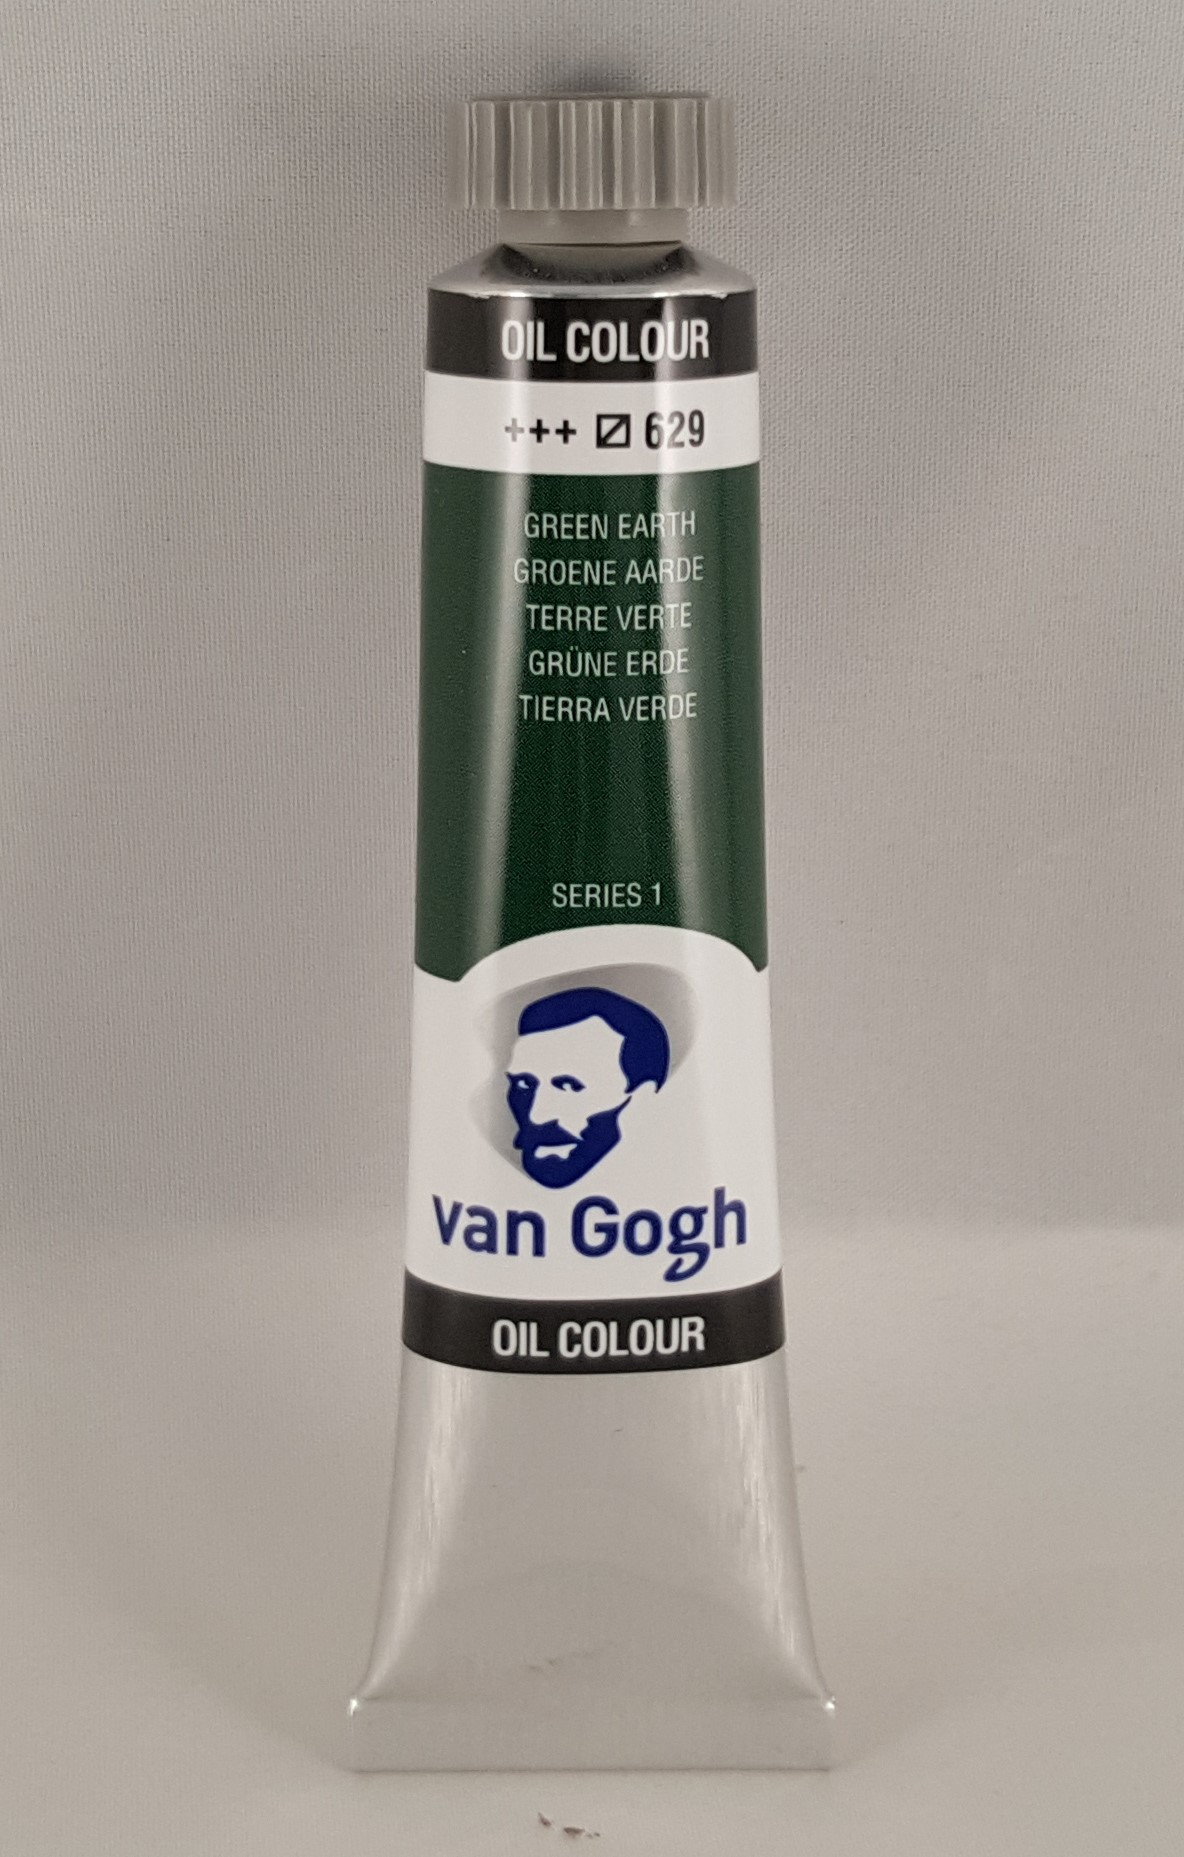 OIL COLOUR
+++ 629
GREEN EARTH
GROENE AARDE
TERRE VERTE
GRÜNE ERDE
TIERRA VERDE
SERIES 1
van Gogh
OIL COLOUR